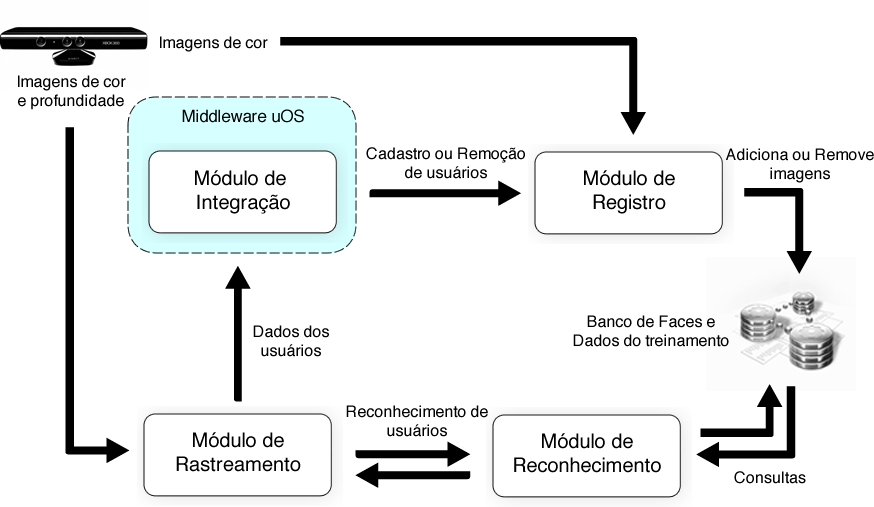 Imagens de cor
XBOX 360
Imagens de cor
e profundidade
Middleware uOS
Módulo de
Integração
Cadastro ou Remoção
de usuários
Módulo de
Registro
Adiciona ou Remove
imagens
Dados dos
usuários
Banco de Faces e
Dados do treinamento
Módulo de
Rastreamento
Reconhecimento de
usuários
Módulo de
Reconhecimento
Consultas